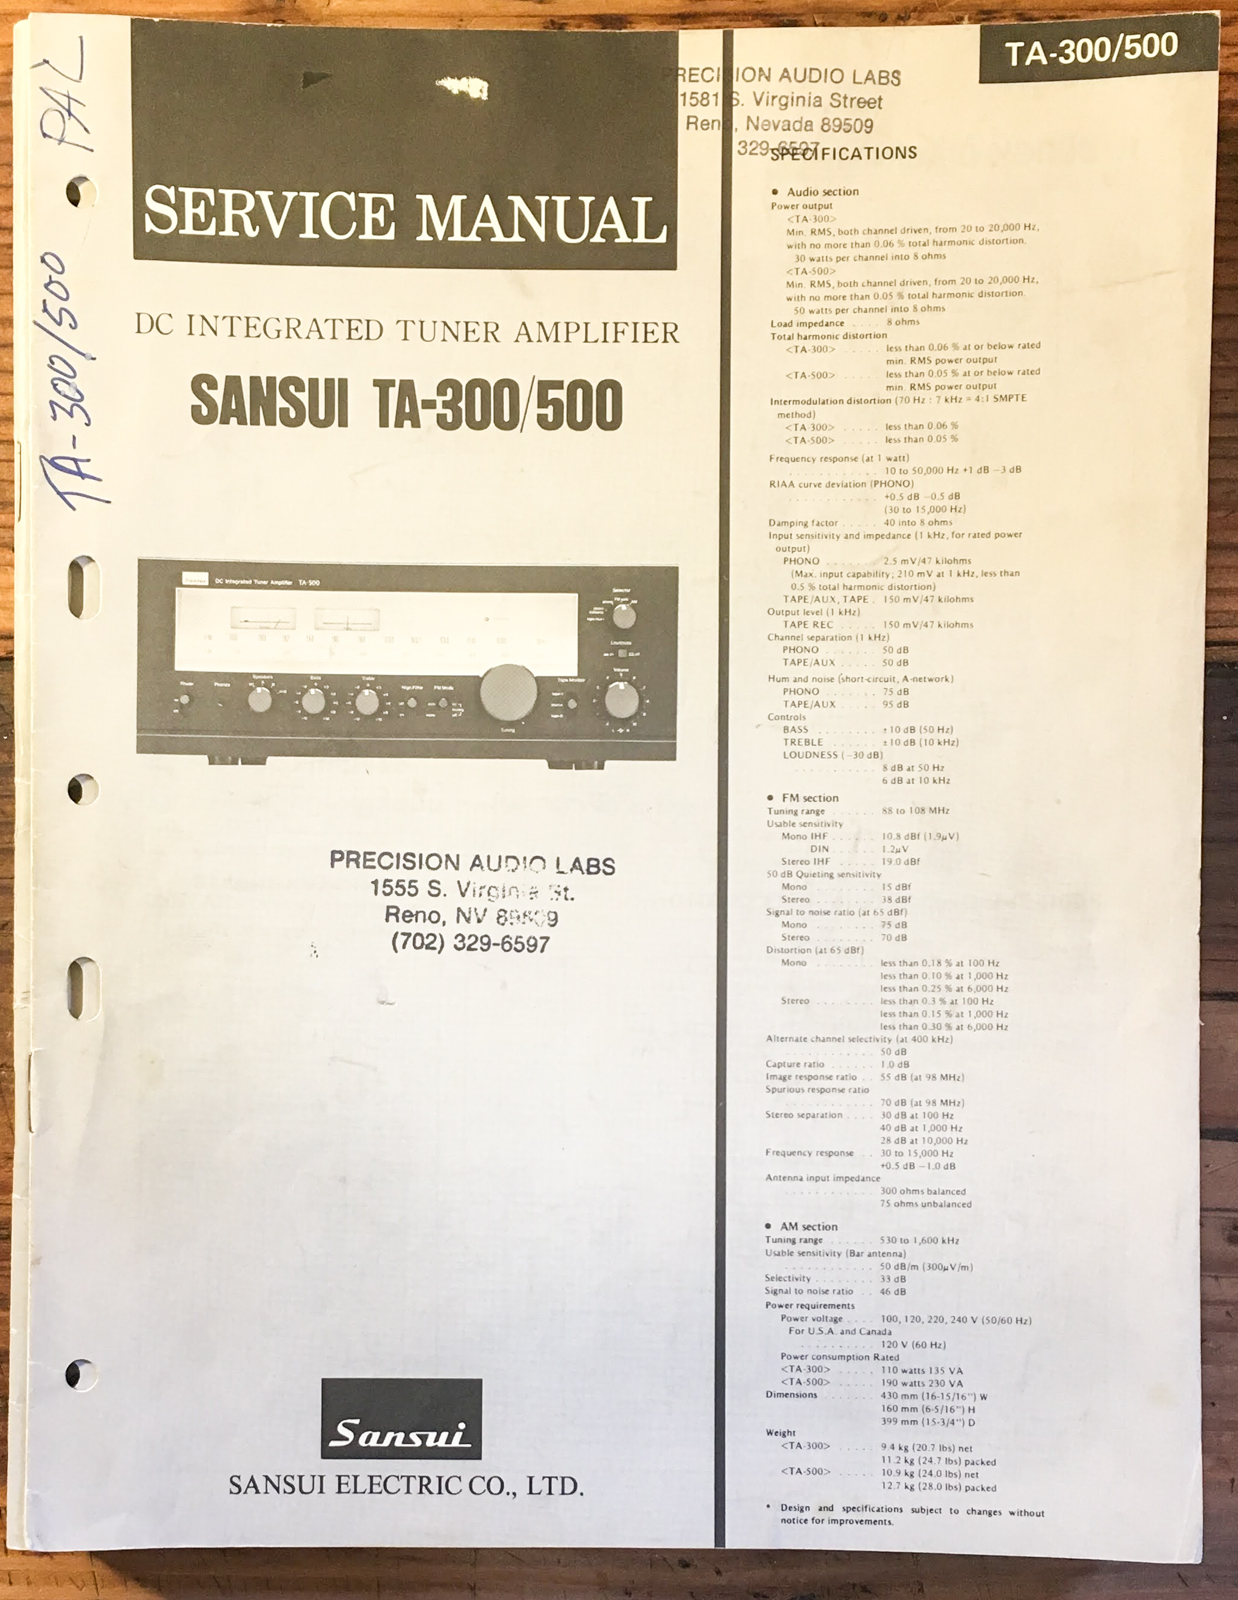 TA-300/500 PAL
SERVICE MANUAL
DC INTEGRATED TUNER AMPLIFIER
SANSUI TA-300/500
DC Integrated Tuner Amplifier TA-500
Selector
Loudness
Volume
Power
Phones
Speakers
Bass
Treble
High Filter
FM Mode
Tape Monitor
Tuning
PRECISION AUDIO LABS
1555 S. Virginia St.
Reno, NV 89509
(702) 329-6597
Sansui
SANSUI ELECTRIC CO., LTD.
TA-300/500
PRECISION AUDIO LABS
1581 S. Virginia Street
Reno, Nevada 89509
329-6597
SPECIFICATIONS
● Audio section
Power output
<TA-300>
Min. RMS, both channel driven, from 20 to 20,000 Hz,
with no more than 0.06 % total harmonic distortion.
30 watts per channel into 8 ohms
<TA-500>
Min. RMS, both channel driven, from 20 to 20,000 Hz,
with no more than 0.05 % total harmonic distortion.
50 watts per channel into 8 ohms
Load impedance .... 8 ohms
Total harmonic distortion
<TA-300> ..... less than 0.06 % at or below rated
min. RMS power output
<TA-500> ..... less than 0.05 % at or below rated
min. RMS power output
Intermodulation distortion (70 Hz : 7 kHz = 4:1 SMPTE
method)
<TA-300> ..... less than 0.06 %
<TA-500> ..... less than 0.05 %
Frequency response (at 1 watt)
............ 10 to 50,000 Hz +1 dB −3 dB
RIAA curve deviation (PHONO)
............ +0.5 dB −0.5 dB
(30 to 15,000 Hz)
Damping factor ..... 40 into 8 ohms
Input sensitivity and impedance (1 kHz, for rated power
output)
PHONO ....... 2.5 mV/47 kilohms
(Max. input capability; 210 mV at 1 kHz, less than
0.5 % total harmonic distortion)
TAPE/AUX, TAPE . 150 mV/47 kilohms
Output level (1 kHz)
TAPE REC ..... 150 mV/47 kilohms
Channel separation (1 kHz)
PHONO ....... 50 dB
TAPE/AUX ..... 50 dB
Hum and noise (short-circuit, A-network)
PHONO ....... 75 dB
TAPE/AUX ..... 95 dB
Controls
BASS ........ ±10 dB (50 Hz)
TREBLE ...... ±10 dB (10 kHz)
LOUDNESS (−30 dB)
............ 8 dB at 50 Hz
6 dB at 10 kHz
● FM section
Tuning range ...... 88 to 108 MHz
Usable sensitivity
Mono IHF ...... 10.8 dBf (1.9μV)
DIN ...... 1.2μV
Stereo IHF ..... 19.0 dBf
50 dB Quieting sensitivity
Mono ........ 15 dBf
Stereo ........ 38 dBf
Signal to noise ratio (at 65 dBf)
Mono ........ 75 dB
Stereo ........ 70 dB
Distortion (at 65 dBf)
Mono ........ less than 0.18 % at 100 Hz
less than 0.10 % at 1,000 Hz
less than 0.25 % at 6,000 Hz
Stereo ........ less than 0.3 % at 100 Hz
less than 0.15 % at 1,000 Hz
less than 0.30 % at 6,000 Hz
Alternate channel selectivity (at 400 kHz)
............ 50 dB
Capture ratio ...... 1.0 dB
Image response ratio .. 55 dB (at 98 MHz)
Spurious response ratio
............ 70 dB (at 98 MHz)
Stereo separation .... 30 dB at 100 Hz
40 dB at 1,000 Hz
28 dB at 10,000 Hz
Frequency response .. 30 to 15,000 Hz
+0.5 dB −1.0 dB
Antenna input impedance
............ 300 ohms balanced
75 ohms unbalanced
● AM section
Tuning range ...... 530 to 1,600 kHz
Usable sensitivity (Bar antenna)
............ 50 dB/m (300μV/m)
Selectivity ........ 33 dB
Signal to noise ratio .. 46 dB
Power requirements
Power voltage .... 100, 120, 220, 240 V (50/60 Hz)
For U.S.A. and Canada
.......... 120 V (60 Hz)
Power consumption Rated
<TA-300> ..... 110 watts 135 VA
<TA-500> ..... 190 watts 230 VA
Dimensions ....... 430 mm (16-15/16") W
160 mm (6-5/16") H
399 mm (15-3/4") D
Weight
<TA-300> ..... 9.4 kg (20.7 lbs) net
11.2 kg (24.7 lbs) packed
<TA-500> ..... 10.9 kg (24.0 lbs) net
12.7 kg (28.0 lbs) packed
* Design and specifications subject to changes without
notice for improvements.